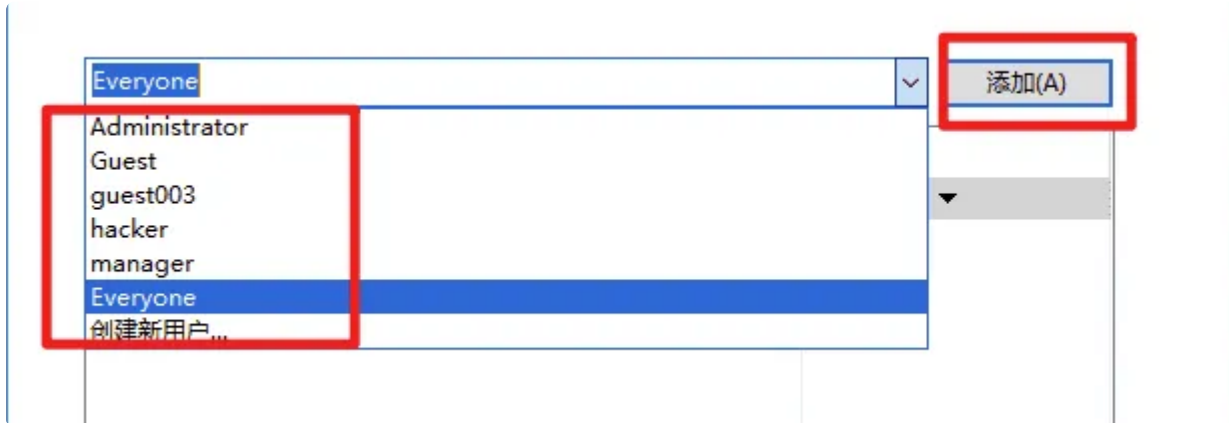 Everyone
添加(A)
Administrator
Guest
guest003
hacker
manager
Everyone
创建新用户...